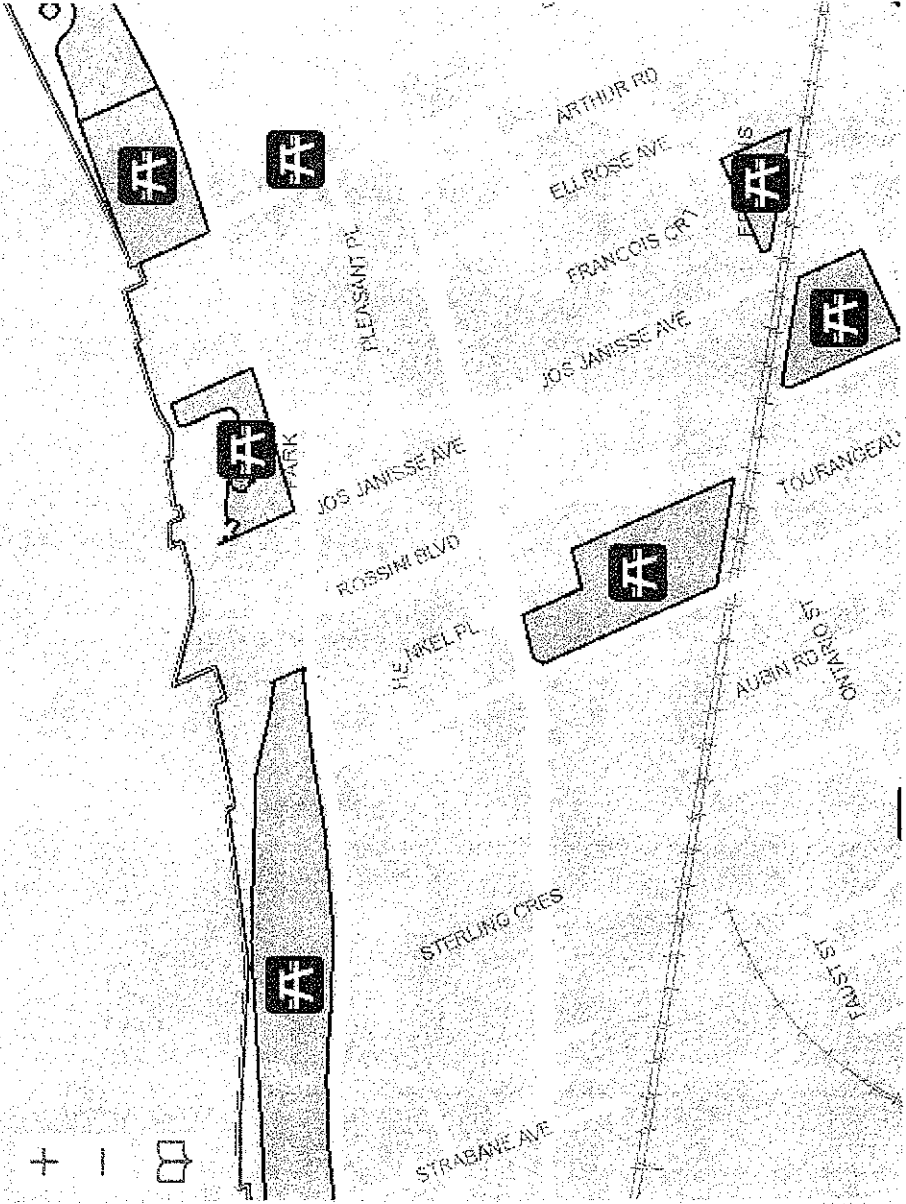 ARTHUR RD
ELLROSE AVE
FRANCOIS CRT
PLEASANT PL
JOS JANISSE AVE
PARK
JOS JANISSE AVE
TOURANGEAU
ROSSINI BLVD
HENKEL PL
ONTARIO ST
AUBIN RD
STERLING CRES
FAUST ST
STRABANE AVE